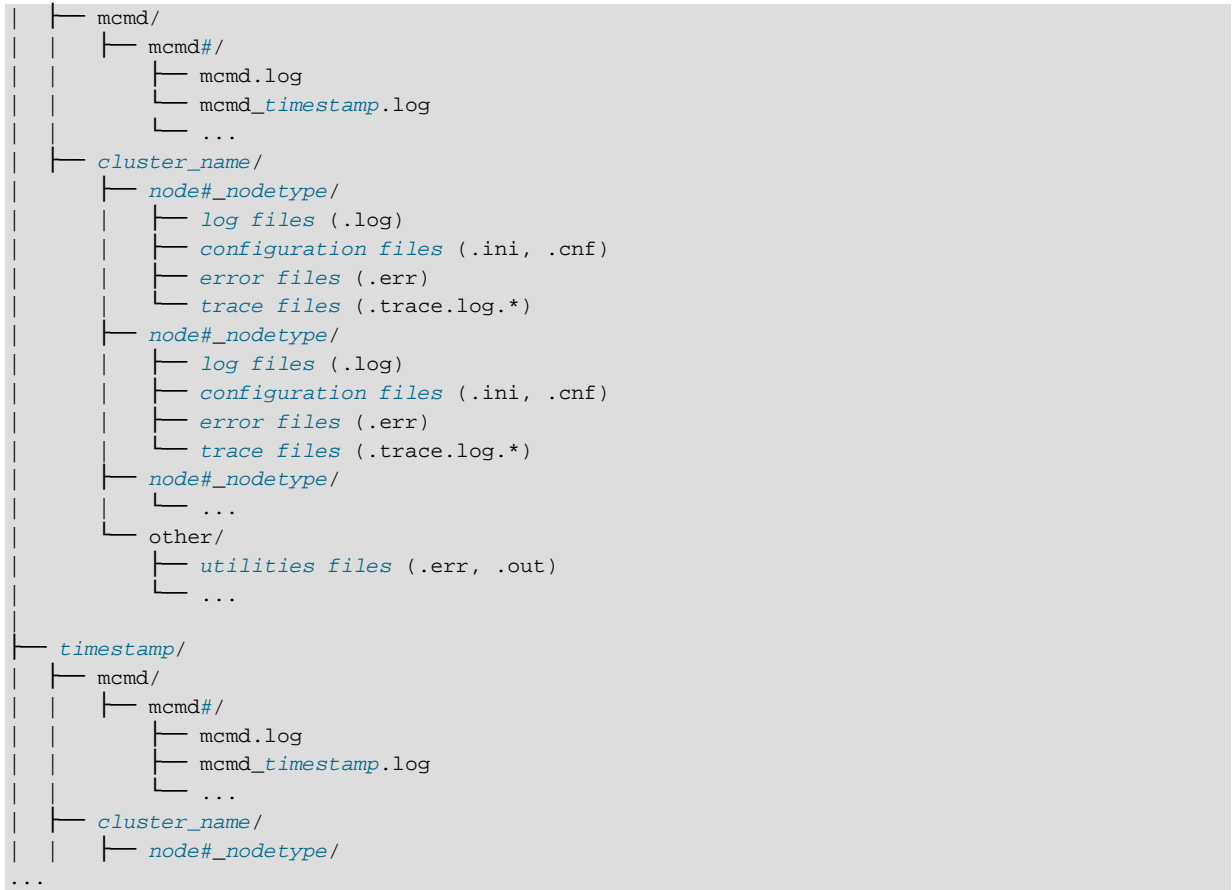 │   ├── mcmd/
│   │   ├── mcmd#/
│   │       ├── mcmd.log
│   │       └── mcmd_timestamp.log
│   │       └── ...
│   ├── cluster_name/
│       ├── node#_nodetype/
│       │   ├── log files (.log)
│       │   ├── configuration files (.ini, .cnf)
│       │   ├── error files (.err)
│       │   └── trace files (.trace.log.*)
│       ├── node#_nodetype/
│       │   ├── log files (.log)
│       │   ├── configuration files (.ini, .cnf)
│       │   ├── error files (.err)
│       │   └── trace files (.trace.log.*)
│       ├── node#_nodetype/
│       │   └── ...
│       └── other/
│           ├── utilities files (.err, .out)
│           └── ...
│
├── timestamp/
│   ├── mcmd/
│   │   ├── mcmd#/
│   │       ├── mcmd.log
│   │       ├── mcmd_timestamp.log
│   │       └── ...
│   ├── cluster_name/
│   │   ├── node#_nodetype/
...